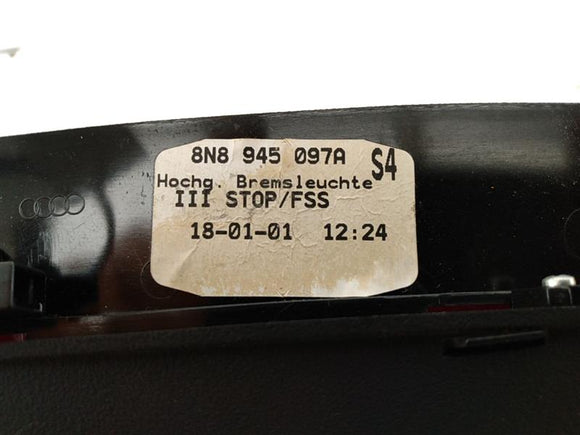 8N8 945 097A S4
Hochg. Bremsleuchte
III STOP/FSS
18-01-01 12:24